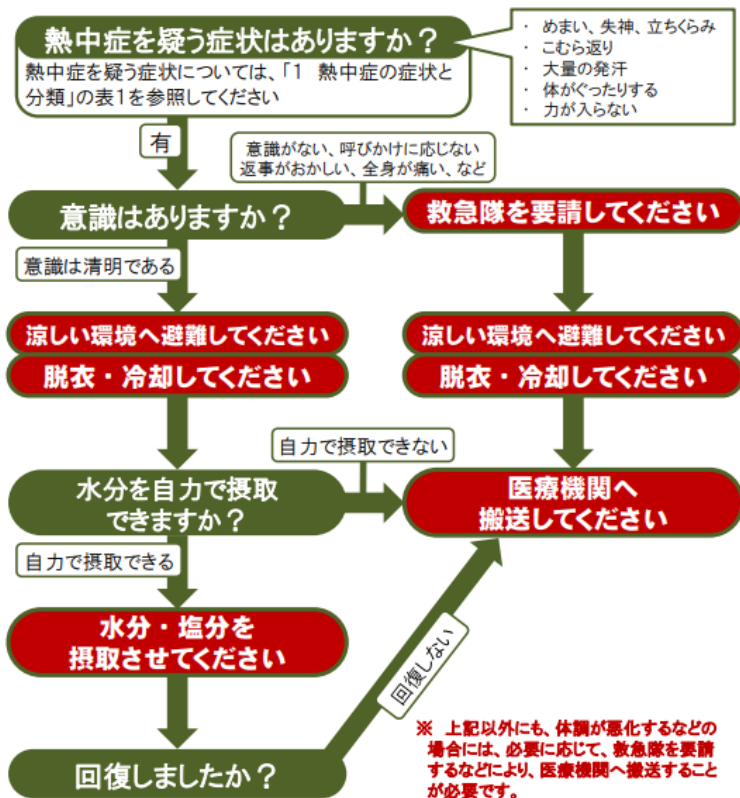 熱中症を疑う症状はありますか？
熱中症を疑う症状については、「1　熱中症の症状と
分類」の表1を参照してください
・ めまい、失神、立ちくらみ
・ こむら返り
・ 大量の発汗
・ 体がぐったりする
・ 力が入らない
有
意識がない、呼びかけに応じない
返事がおかしい、全身が痛い、など
意識はありますか？
救急隊を要請してください
意識は清明である
涼しい環境へ避難してください
脱衣・冷却してください
涼しい環境へ避難してください
脱衣・冷却してください
自力で摂取できない
水分を自力で摂取
できますか？
医療機関へ
搬送してください
自力で摂取できる
水分・塩分を
摂取させてください
回復しない
回復しましたか？
※　上記以外にも、体調が悪化するなどの
場合には、必要に応じて、救急隊を要請
するなどにより、医療機関へ搬送すること
が必要です。